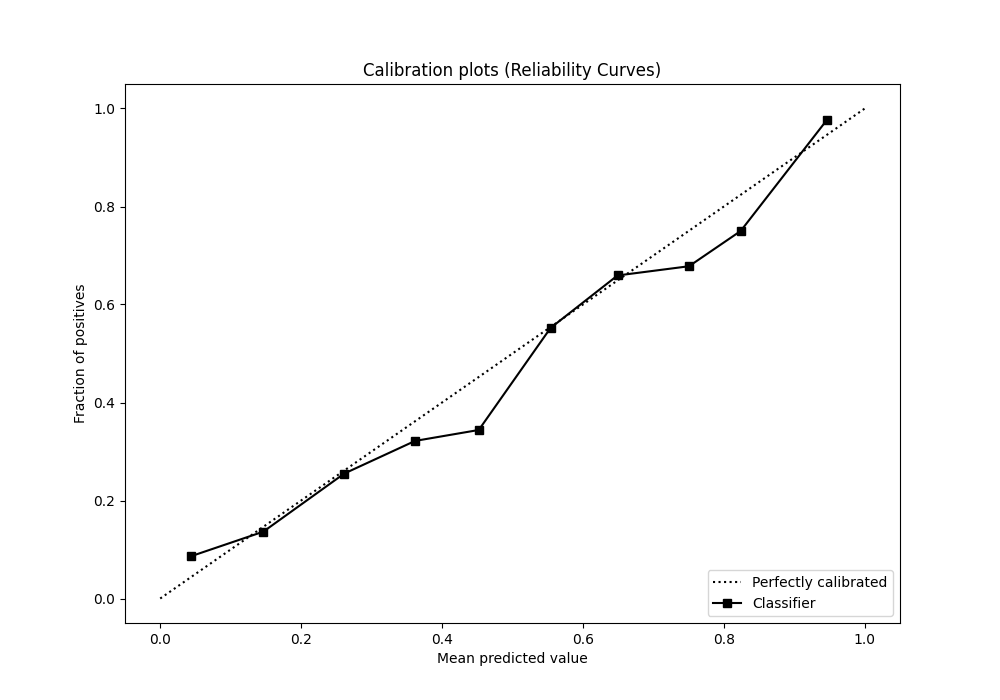 Calibration plots (Reliability Curves)
1.0
0.8
0.6
0.4
0.2
0.0
Fraction of positives
Perfectly calibrated
Classifier
0.0 0.2 0.4 0.6 0.8 1.0
Mean predicted value